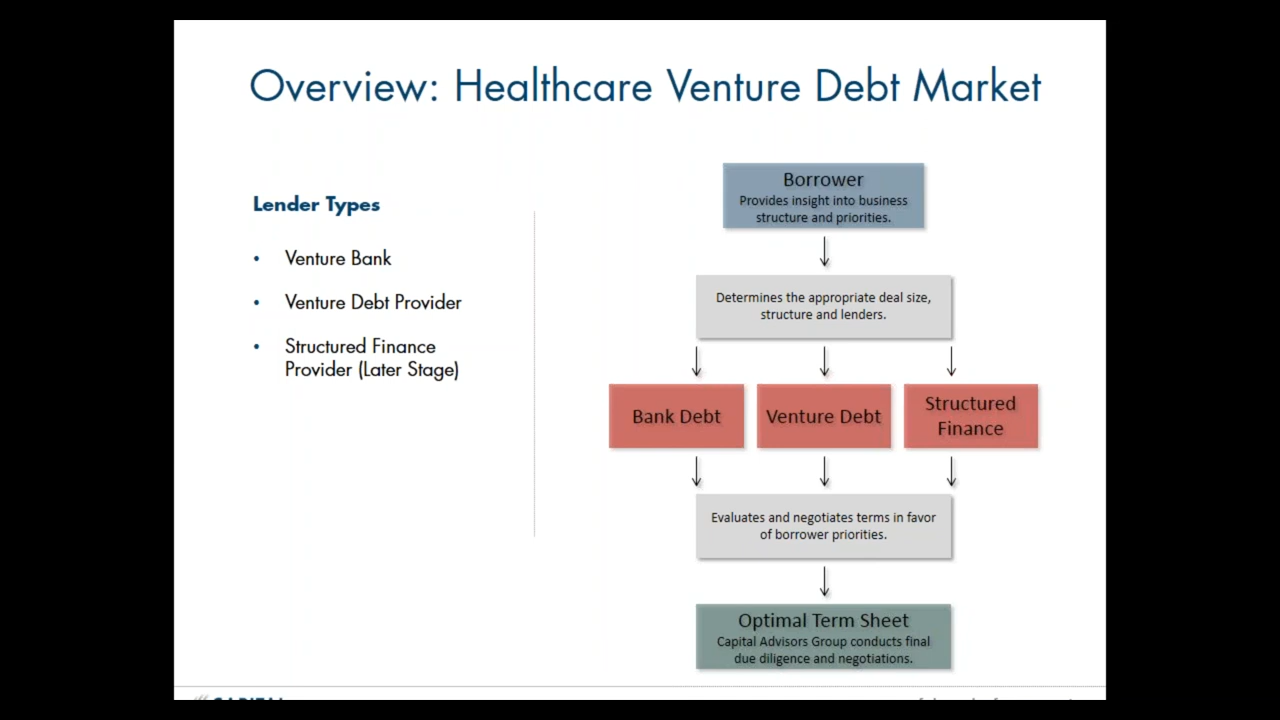 Overview: Healthcare Venture Debt Market
Lender Types
• Venture Bank
• Venture Debt Provider
• Structured Finance
Provider (Later Stage)
Borrower
Provides insight into business
structure and priorities.
Determines the appropriate deal size,
structure and lenders.
Bank Debt
Venture Debt
Structured
Finance
Evaluates and negotiates terms in favor
of borrower priorities.
Optimal Term Sheet
Capital Advisors Group conducts final
due diligence and negotiations.
CAPITAL